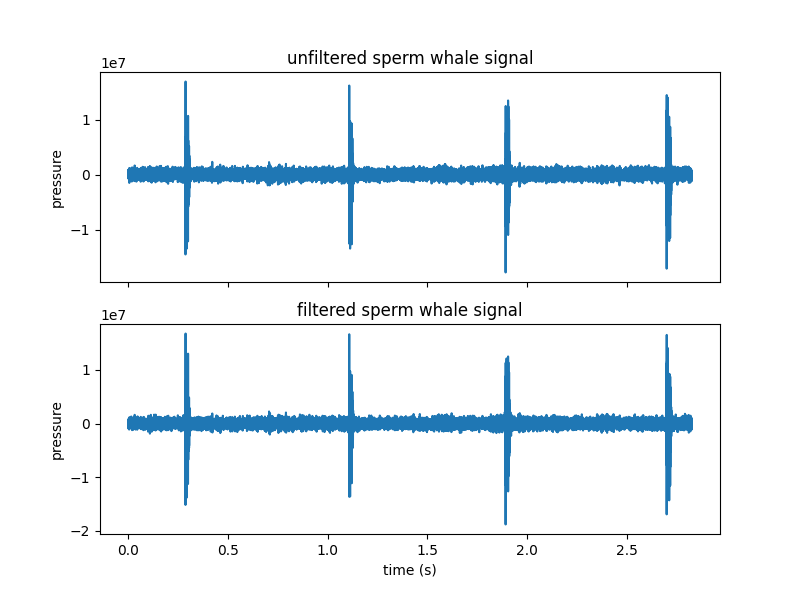 unfiltered sperm whale signal
1e7
1
0
−1
pressure
filtered sperm whale signal
1e7
1
0
−1
−2
pressure
0.0 0.5 1.0 1.5 2.0 2.5
time (s)